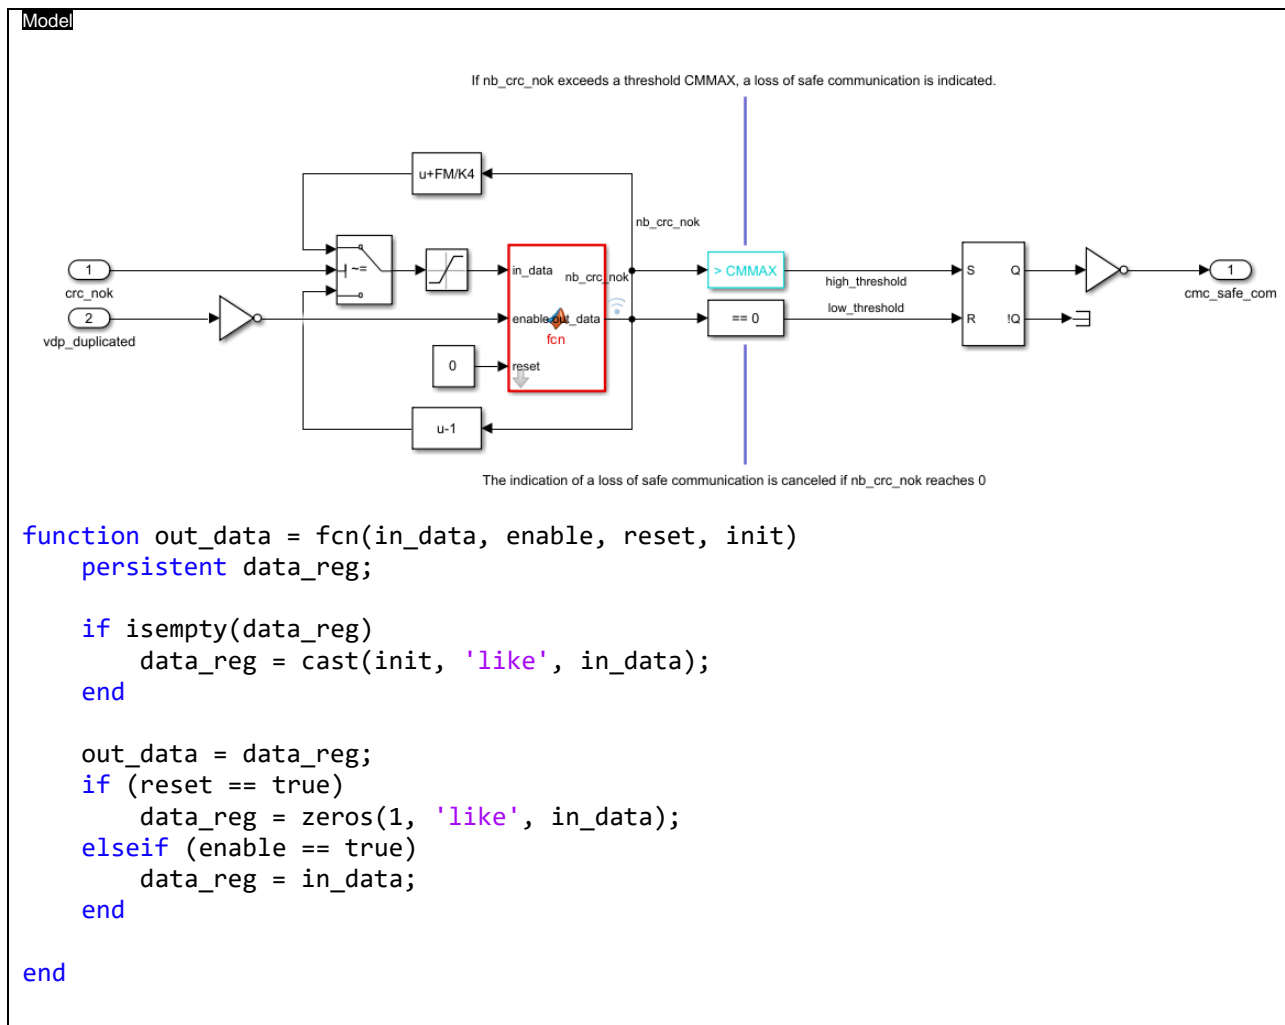 Model
If nb_crc_nok exceeds a threshold CMMAX, a loss of safe communication is indicated.
u+FM/K4
nb_crc_nok
1
crc_nok
~=
in_data
nb_crc_nok
> CMMAX
high_threshold
S
Q
1
cmc_safe_com
2
vdp_duplicated
enable
out_data
fcn
== 0
low_threshold
R
!Q
0
reset
u-1
The indication of a loss of safe communication is canceled if nb_crc_nok reaches 0
function out_data = fcn(in_data, enable, reset, init)
persistent data_reg;
if isempty(data_reg)
data_reg = cast(init, 'like', in_data);
end
out_data = data_reg;
if (reset == true)
data_reg = zeros(1, 'like', in_data);
elseif (enable == true)
data_reg = in_data;
end
end